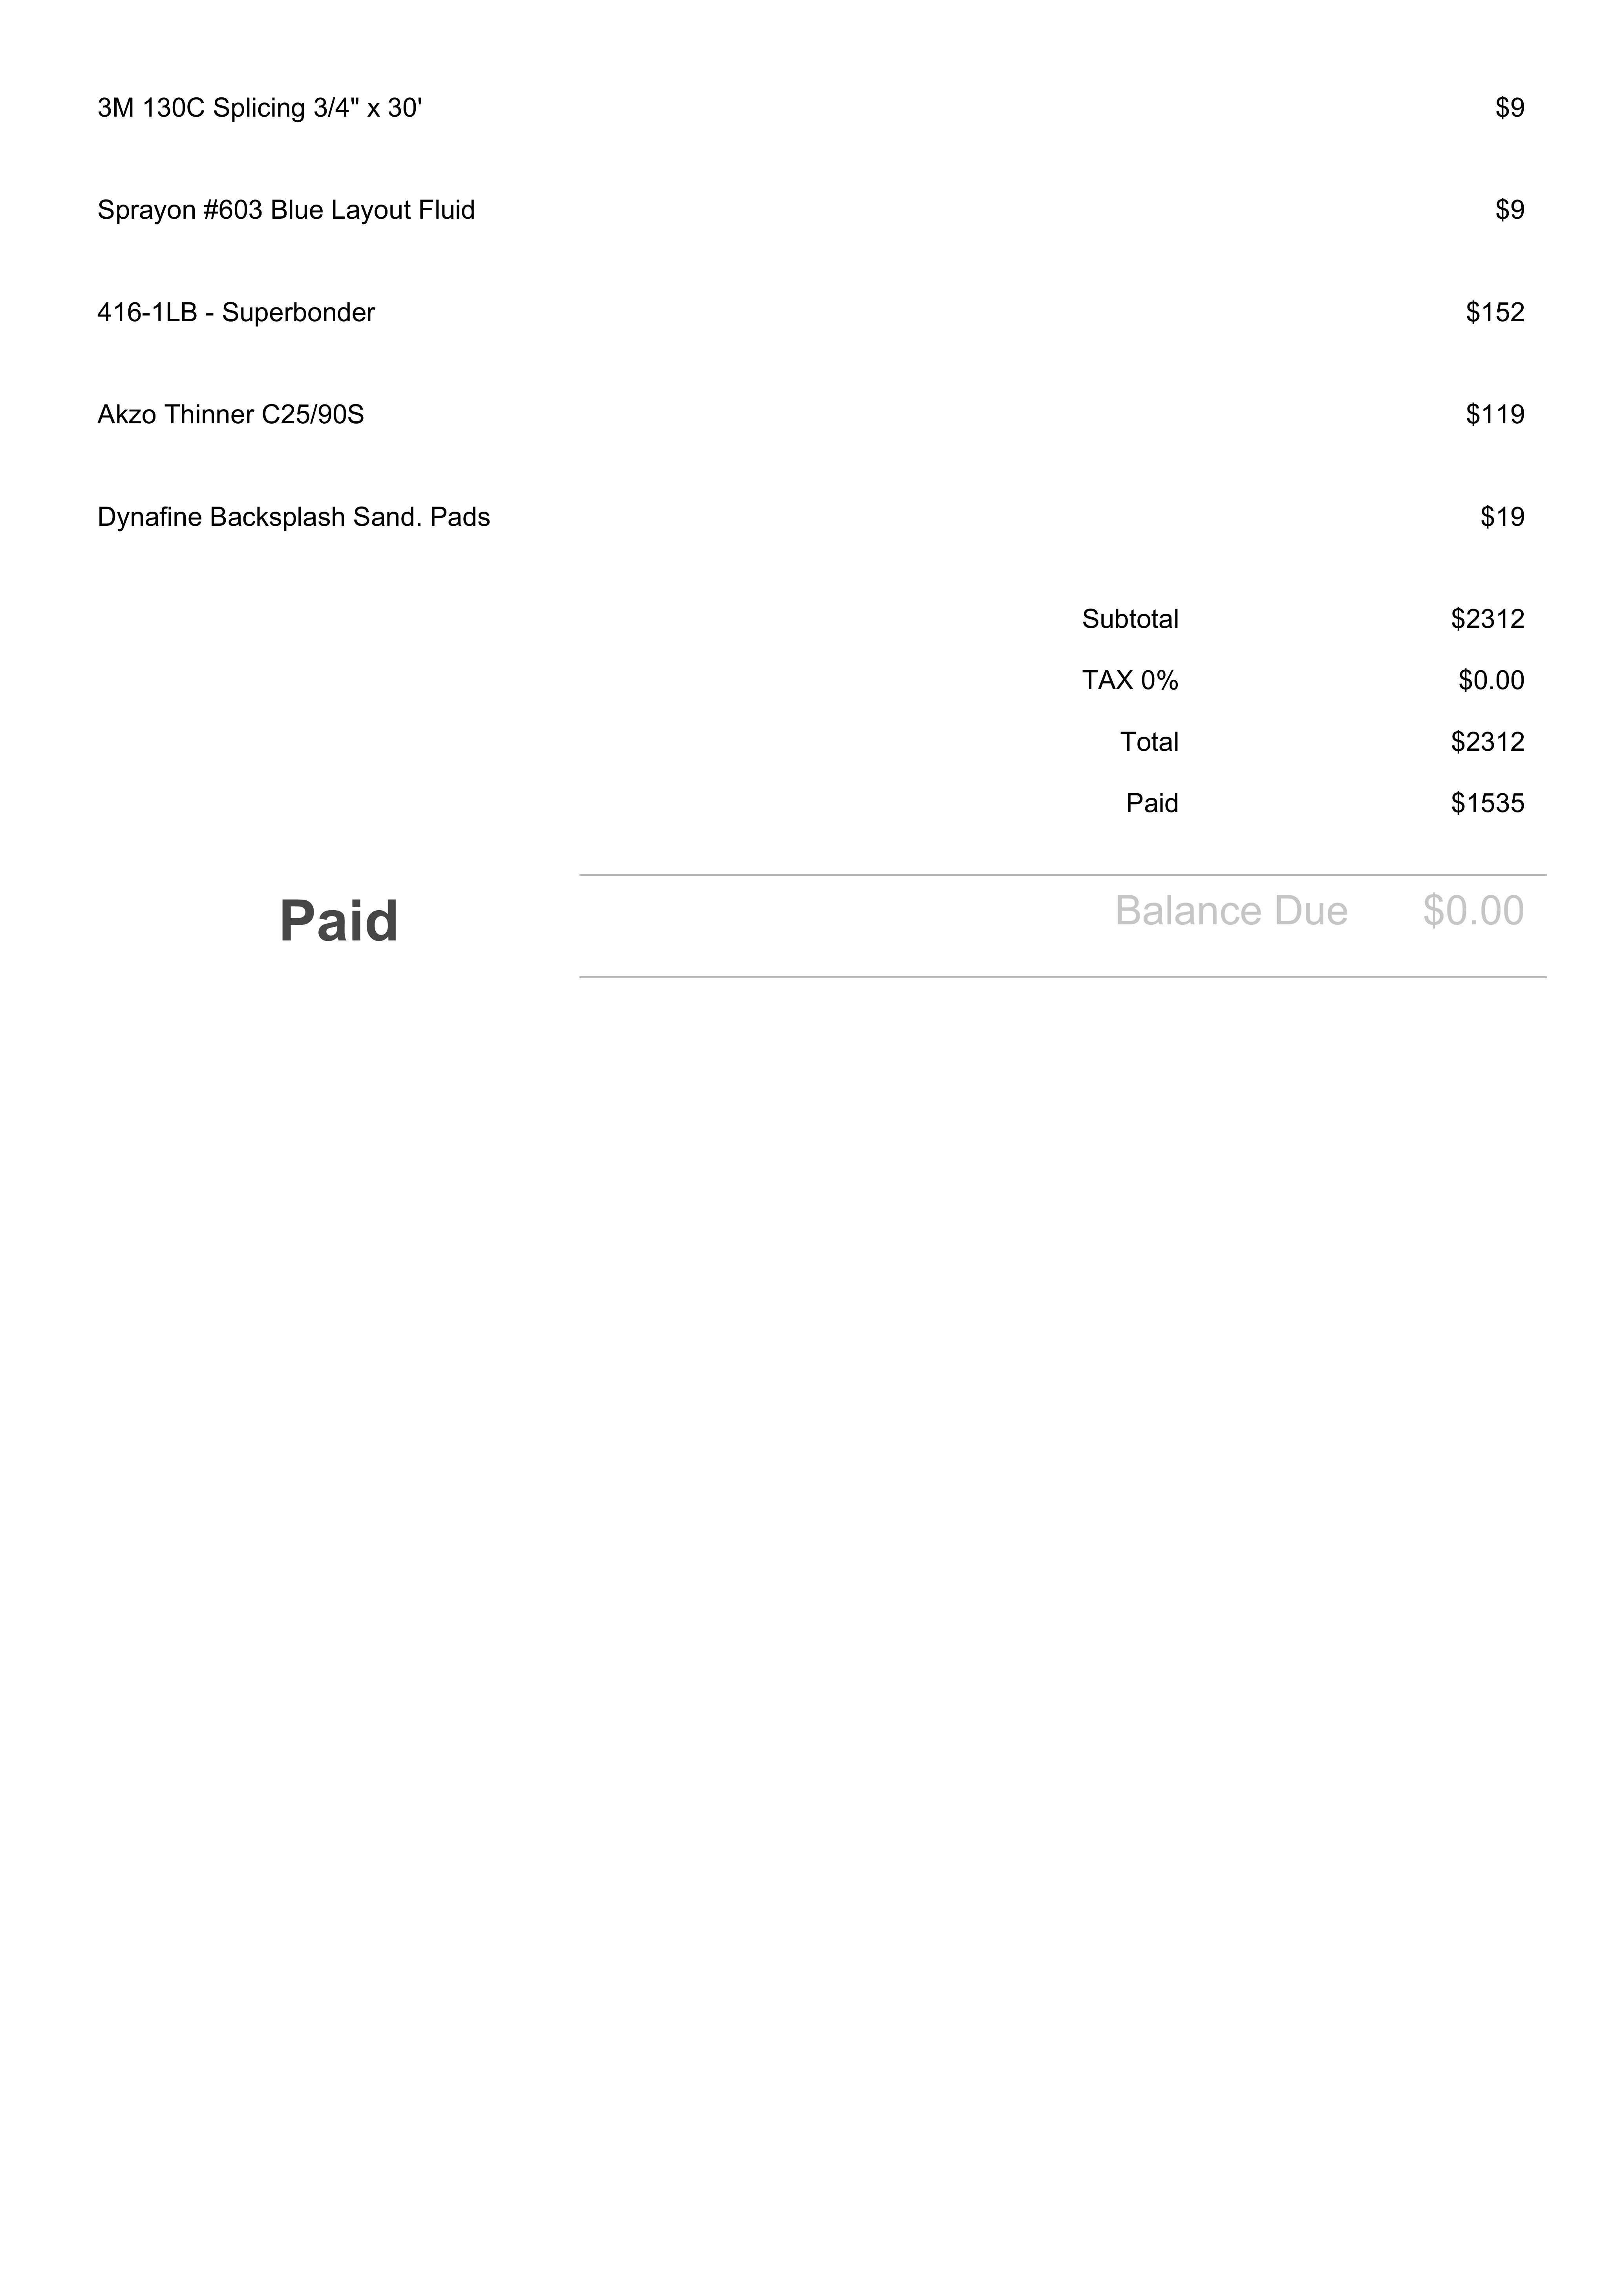 3M 130C Splicing 3/4" x 30' $9
Sprayon #603 Blue Layout Fluid $9
416-1LB - Superbonder $152
Akzo Thinner C25/90S $119
Dynafine Backsplash Sand. Pads $19
Subtotal $2312
TAX 0% $0.00
Total $2312
Paid $1535
Paid Balance Due $0.00